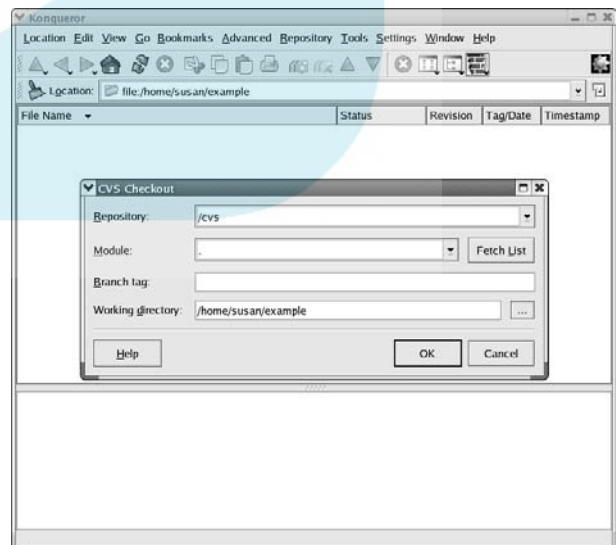 Konqueror
Location Edit View Go Bookmarks Advanced Repository Tools Settings Window Help
Location: file:/home/susan/example
File Name Status Revision Tag/Date Timestamp
CVS Checkout
Repository: /cvs
Module: . Fetch List
Branch tag:
Working directory: /home/susan/example ...
Help OK Cancel